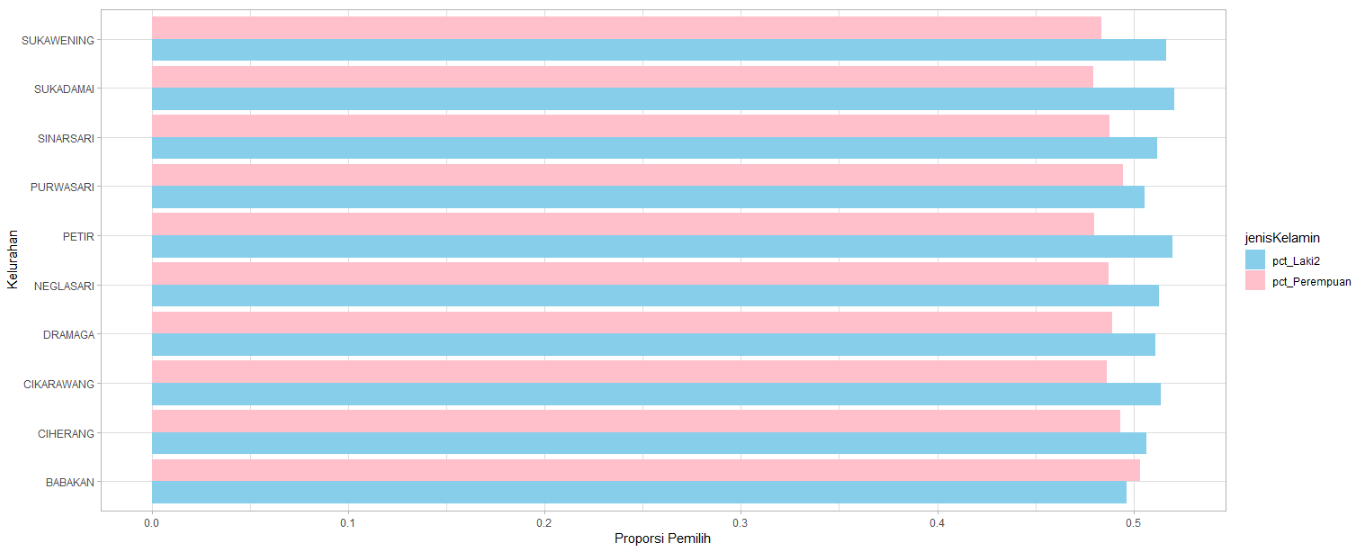 SUKAWENING
SUKADAMAI
SINARSARI
PURWASARI
PETIR
NEGLASARI
DRAMAGA
CIKARAWANG
CIHERANG
BABAKAN
Kelurahan
0.0 0.1 0.2 0.3 0.4 0.5
Proporsi Pemilih
jenisKelamin
pct_Laki2
pct_Perempuan